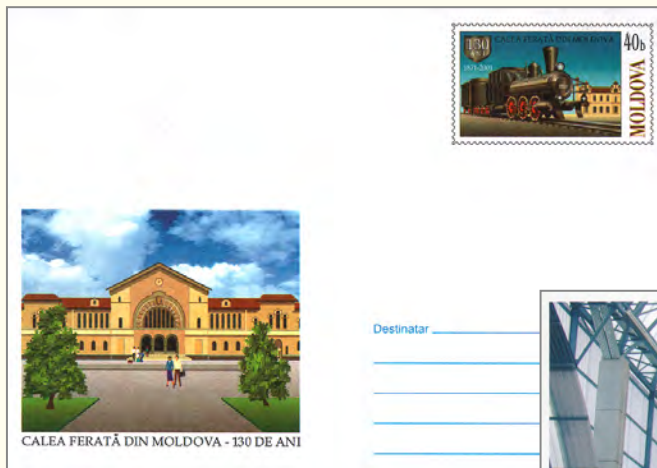 130
1871-2001
CALEA FERATĂ DIN MOLDOVA
40b
MOLDOVA
Destinatar
CALEA FERATĂ DIN MOLDOVA - 130 DE ANI